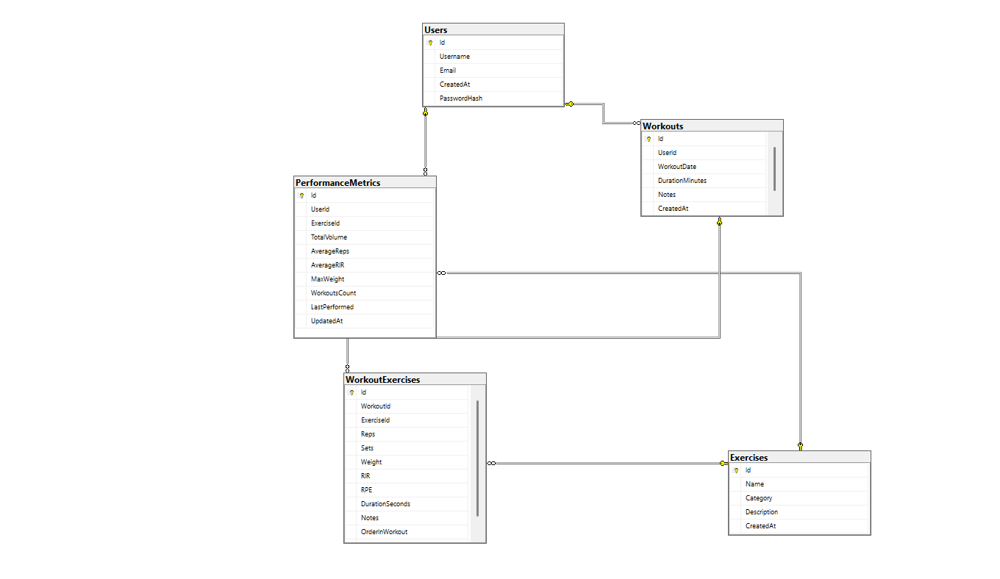 Users
Id
Username
Email
CreatedAt
PasswordHash
Workouts
Id
UserId
WorkoutDate
DurationMinutes
Notes
CreatedAt
PerformanceMetrics
Id
UserId
ExerciseId
TotalVolume
AverageReps
AverageRIR
MaxWeight
WorkoutsCount
LastPerformed
UpdatedAt
WorkoutExercises
Id
WorkoutId
ExerciseId
Reps
Sets
Weight
RIR
RPE
DurationSeconds
Notes
OrderInWorkout
Exercises
Id
Name
Category
Description
CreatedAt